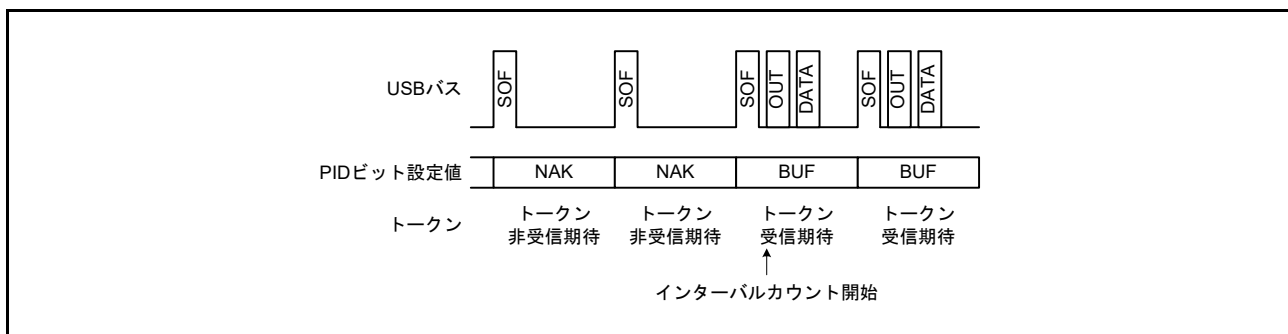 USBバス
SOF
SOF
SOF
OUT
DATA
SOF
OUT
DATA
PIDビット設定値
NAK
NAK
BUF
BUF
トークン
トークン
非受信期待
トークン
非受信期待
トークン
受信期待
トークン
受信期待
インターバルカウント開始